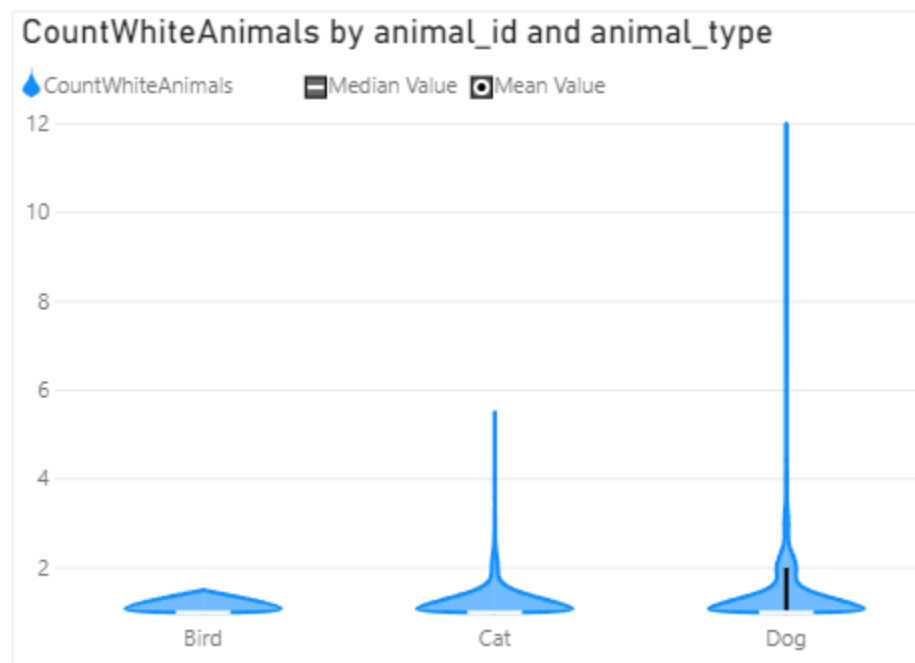 CountWhiteAnimals by animal_id and animal_type
CountWhiteAnimals Median Value Mean Value
12
10
8
6
4
2
Bird Cat Dog